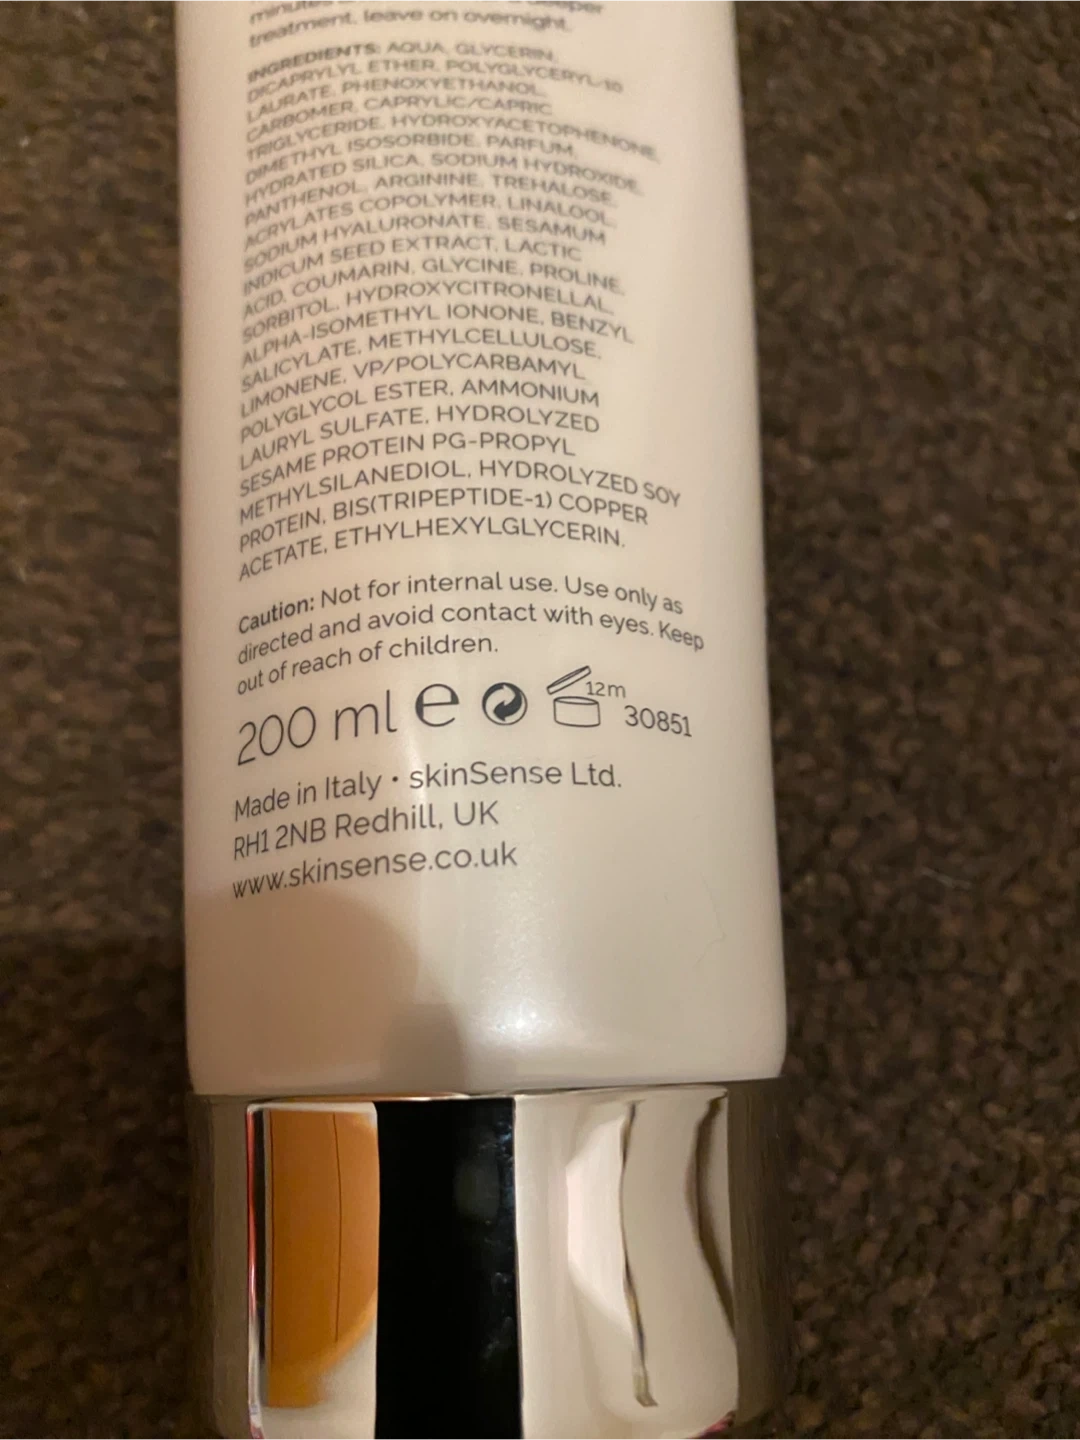 minutes deeper
treatment, leave on overnight.
INGREDIENTS: AQUA, GLYCERIN,
DICAPRYLYL ETHER, POLYGLYCERYL-10
LAURATE, PHENOXYETHANOL,
CARBOMER, CAPRYLIC/CAPRIC
TRIGLYCERIDE, HYDROXYACETOPHENONE,
DIMETHYL ISOSORBIDE, PARFUM,
HYDRATED SILICA, SODIUM HYDROXIDE,
PANTHENOL, ARGININE, TREHALOSE,
ACRYLATES COPOLYMER, LINALOOL,
SODIUM HYALURONATE, SESAMUM
INDICUM SEED EXTRACT, LACTIC
ACID, COUMARIN, GLYCINE, PROLINE,
SORBITOL, HYDROXYCITRONELLAL,
ALPHA-ISOMETHYL IONONE, BENZYL
SALICYLATE, METHYLCELLULOSE,
LIMONENE, VP/POLYCARBAMYL
POLYGLYCOL ESTER, AMMONIUM
LAURYL SULFATE, HYDROLYZED
SESAME PROTEIN PG-PROPYL
METHYLSILANEDIOL, HYDROLYZED SOY
PROTEIN, BIS(TRIPEPTIDE-1) COPPER
ACETATE, ETHYLHEXYLGLYCERIN.
Caution: Not for internal use. Use only as
directed and avoid contact with eyes. Keep
out of reach of children.
200 ml e 12m 30851
Made in Italy • skinSense Ltd.
RH1 2NB Redhill, UK
www.skinsense.co.uk